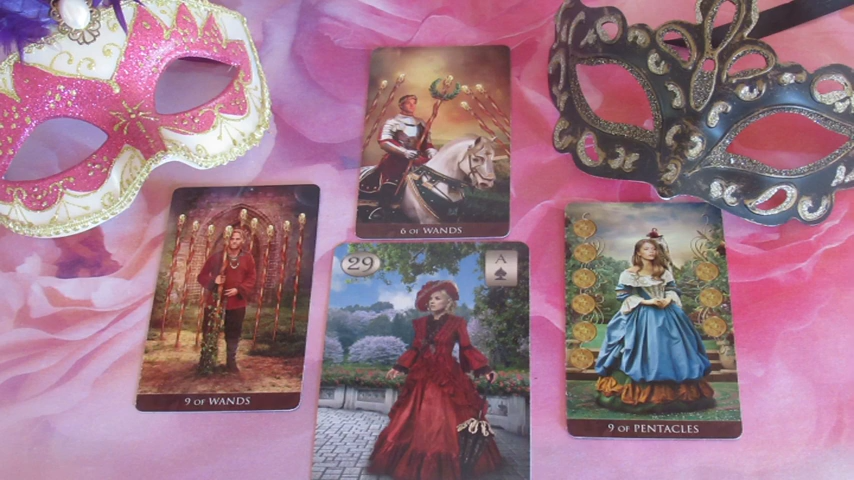 6 OF WANDS
9 OF WANDS
29
A
9 OF PENTACLES